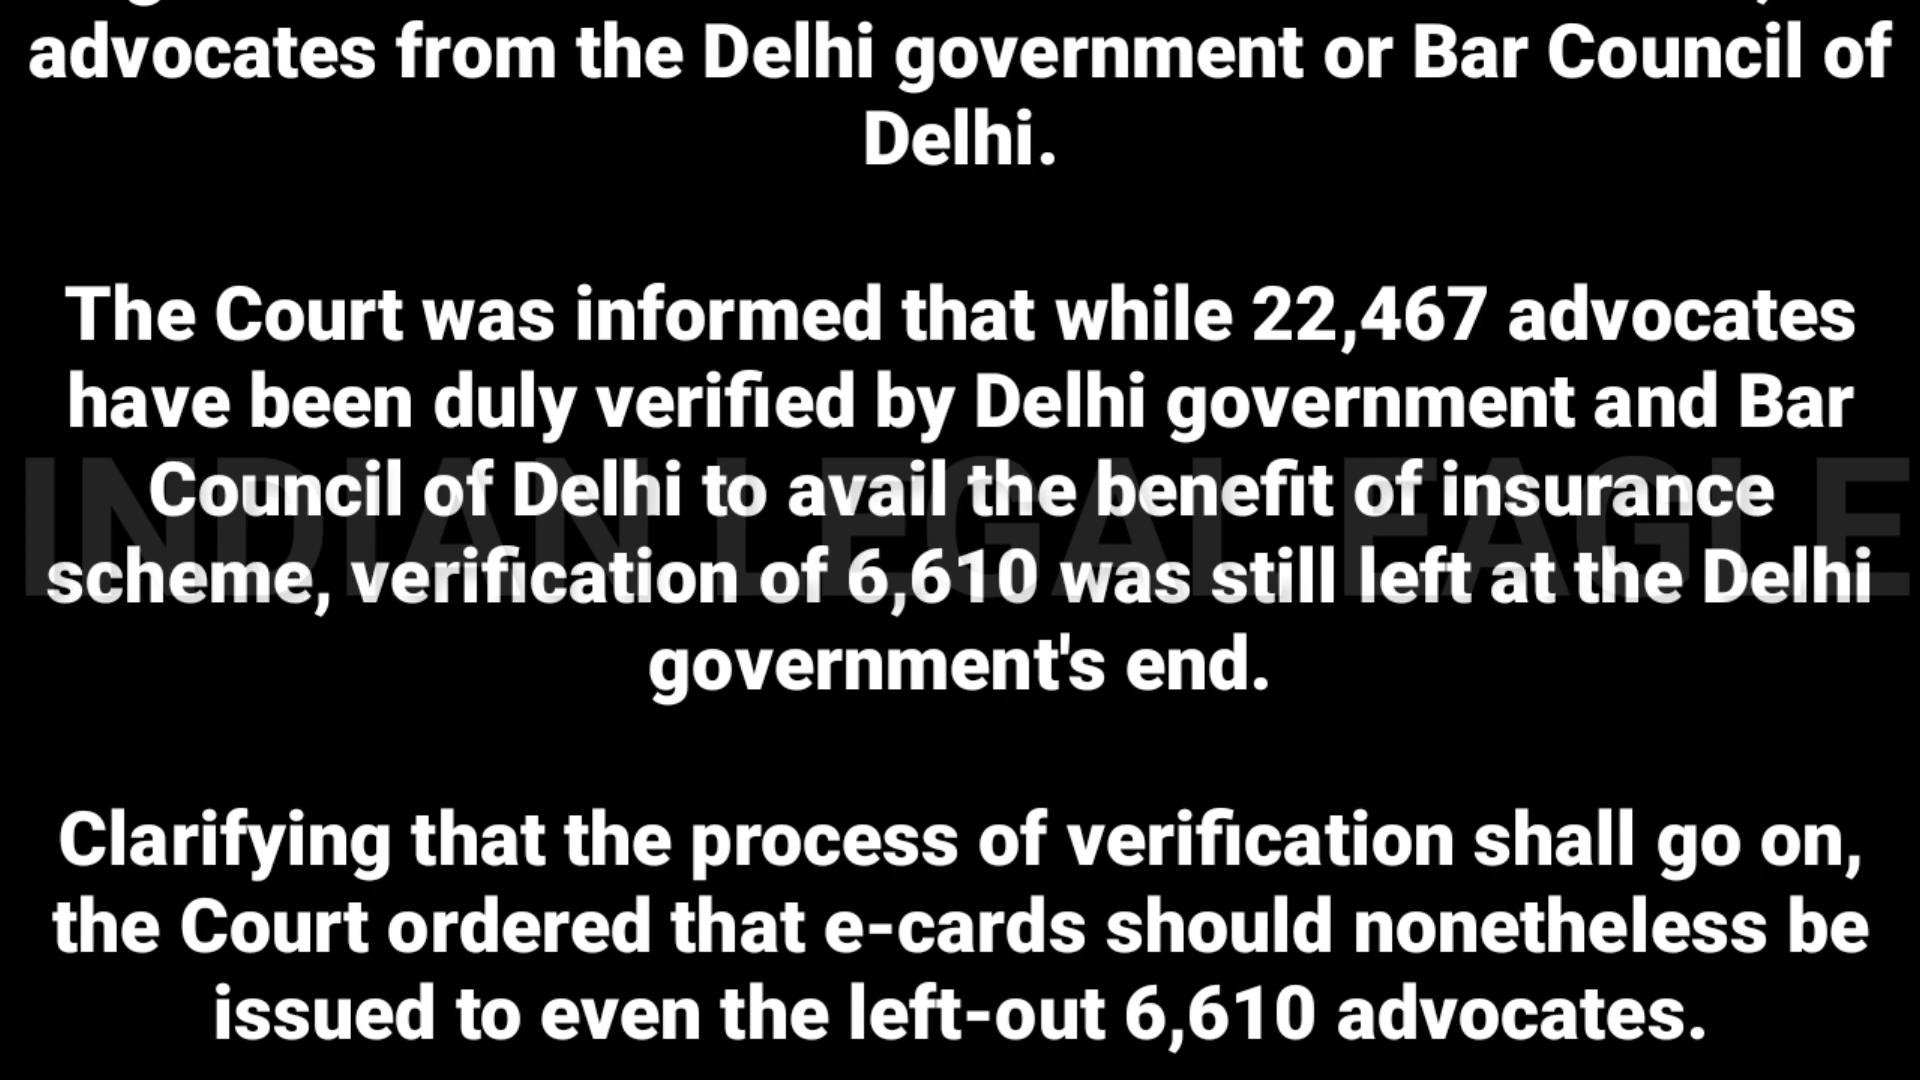 advocates from the Delhi government or Bar Council of
Delhi.
The Court was informed that while 22,467 advocates
have been duly verified by Delhi government and Bar
Council of Delhi to avail the benefit of insurance
scheme, verification of 6,610 was still left at the Delhi
government's end.
Clarifying that the process of verification shall go on,
the Court ordered that e-cards should nonetheless be
issued to even the left-out 6,610 advocates.
INDIAN LEGAL EAGLE